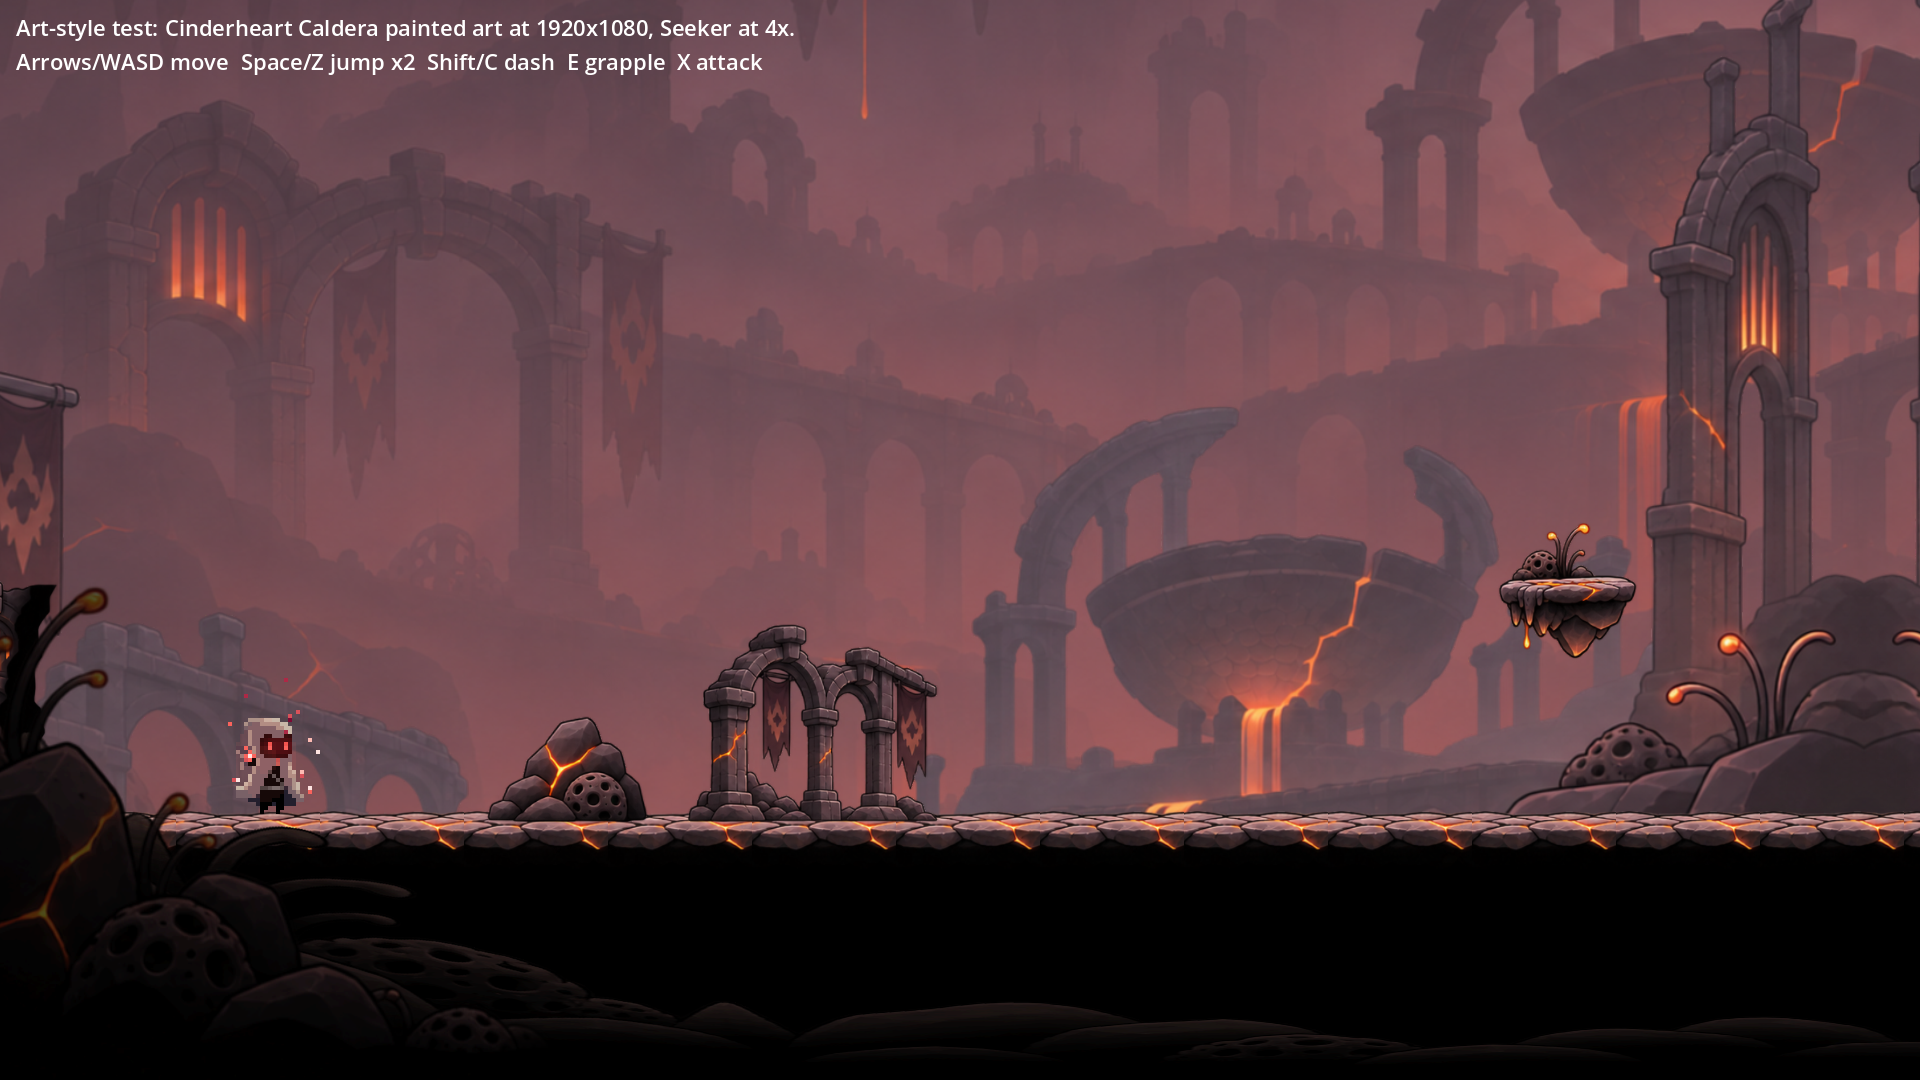 Art-style test: Cinderheart Caldera painted art at 1920x1080, Seeker at 4x.
Arrows/WASD move  Space/Z jump x2  Shift/C dash  E grapple  X attack